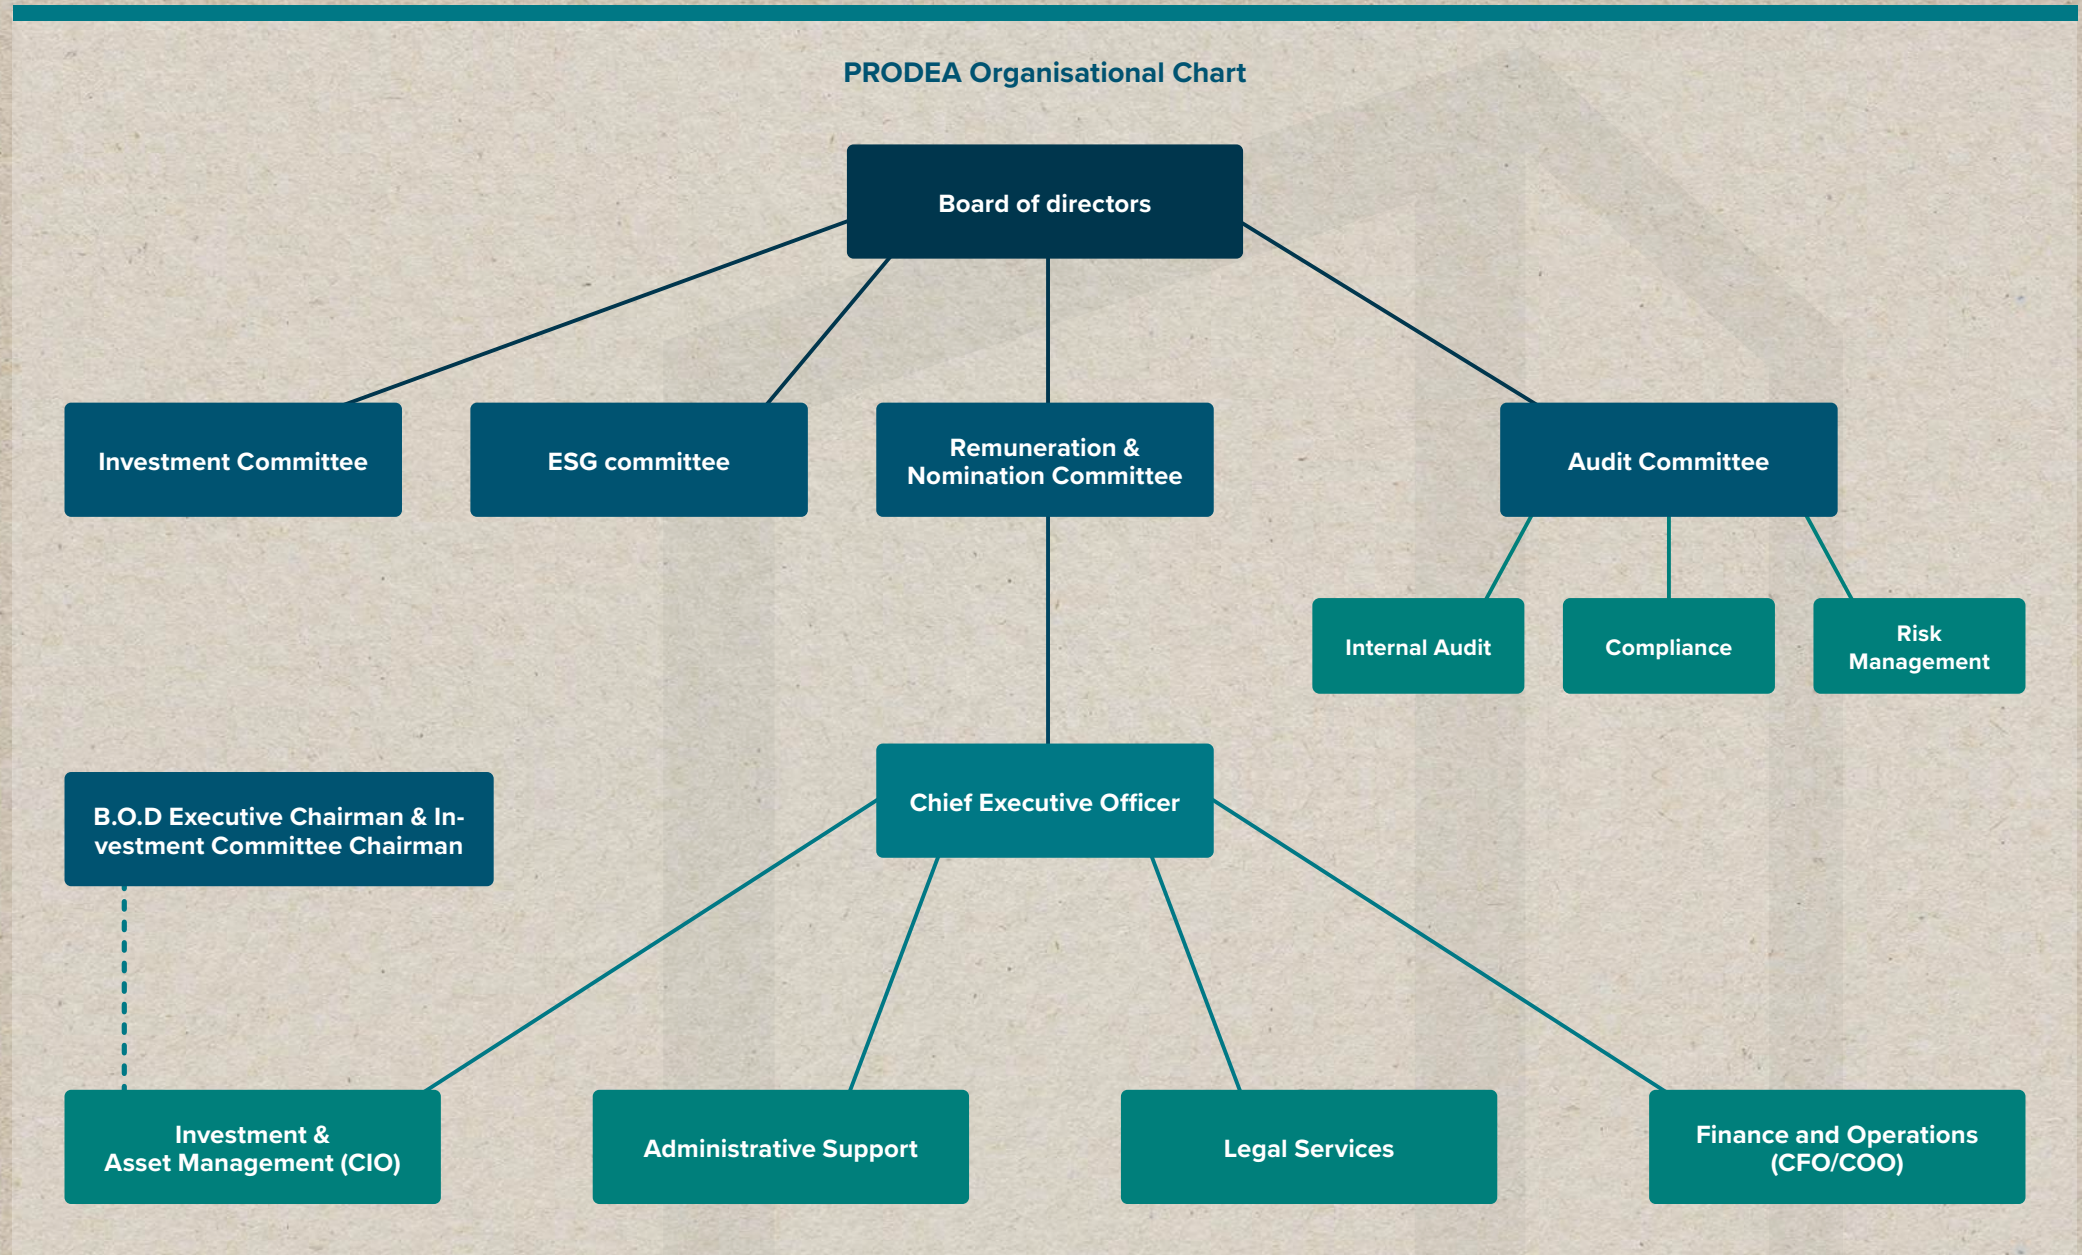 PRODEA Organisational Chart
Board of directors
Investment Committee
ESG committee
Remuneration &
Nomination Committee
Audit Committee
Internal Audit
Compliance
Risk
Management
B.O.D Executive Chairman & In-
vestment Committee Chairman
Chief Executive Officer
Investment &
Asset Management (CIO)
Administrative Support
Legal Services
Finance and Operations
(CFO/COO)